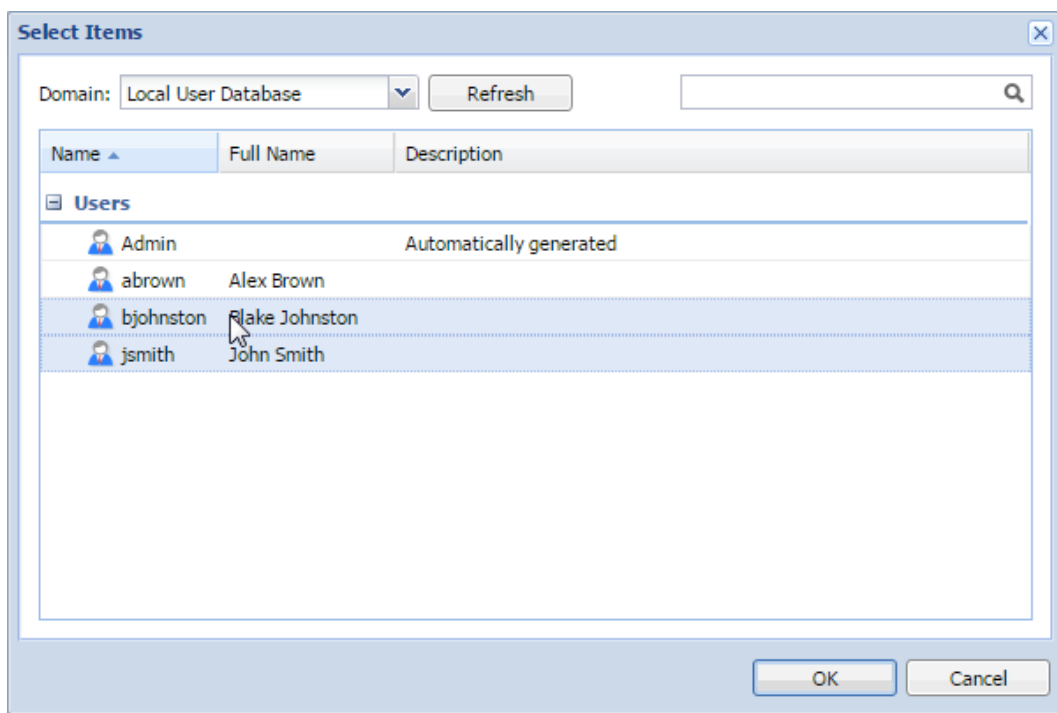 Select Items
Domain: Local User Database Refresh
Name Full Name Description
Users
Admin Automatically generated
abrown Alex Brown
bjohnston Blake Johnston
jsmith John Smith
OK Cancel